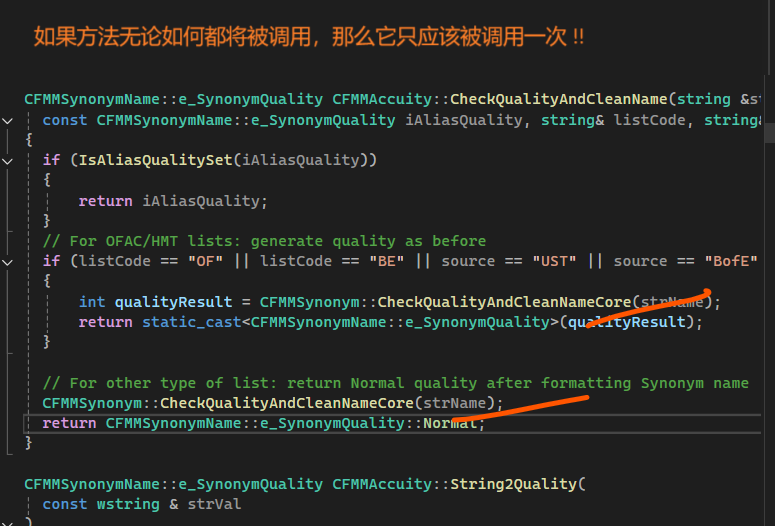 如果方法无论如何都将被调用，那么它只应该被调用一次 !!
CFMMSynonymName::e_SynonymQuality CFMMAccuity::CheckQualityAndCleanName(string &st
const CFMMSynonymName::e_SynonymQuality iAliasQuality, string& listCode, string&
{
if (IsAliasQualitySet(iAliasQuality))
{
return iAliasQuality;
}
// For OFAC/HMT lists: generate quality as before
if (listCode == "OF" || listCode == "BE" || source == "UST" || source == "BofE"
{
int qualityResult = CFMMSynonym::CheckQualityAndCleanNameCore(strName);
return static_cast<CFMMSynonymName::e_SynonymQuality>(qualityResult);
}
// For other type of list: return Normal quality after formatting Synonym name
CFMMSynonym::CheckQualityAndCleanNameCore(strName);
return CFMMSynonymName::e_SynonymQuality::Normal;
}
CFMMSynonymName::e_SynonymQuality CFMMAccuity::String2Quality(
const wstring & strVal
)